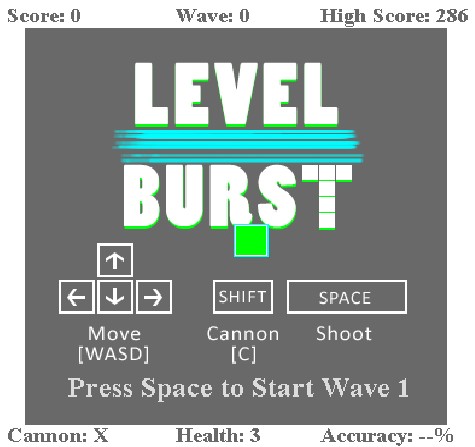 Score: 0 Wave: 0 High Score: 286
LEVEL
BURST
↑
← ↓ → SHIFT SPACE
Move Cannon Shoot
[WASD] [C]
Press Space to Start Wave 1
Cannon: X Health: 3 Accuracy: --%